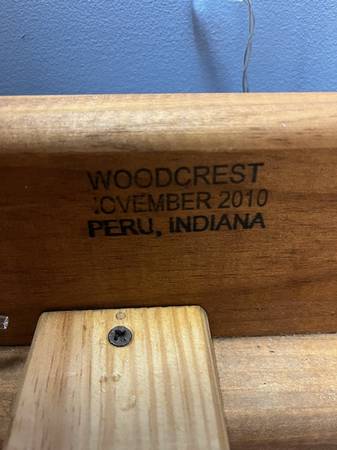 WOODCREST
NOVEMBER 2010
PERU, INDIANA